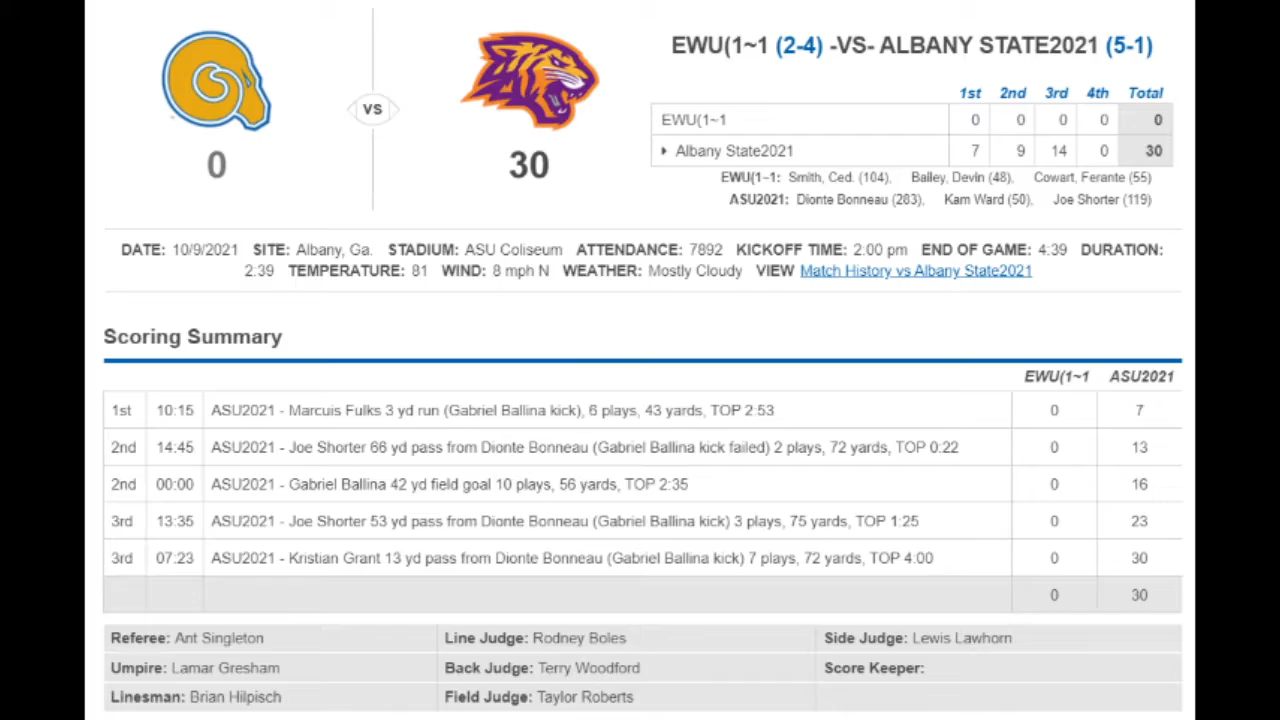 EWU(1~1 (2-4) -VS- ALBANY STATE2021 (5-1)
VS
0
30
1st 2nd 3rd 4th Total
EWU(1~1 0 0 0 0 0
Albany State2021 7 9 14 0 30
EWU(1~1: Smith, Ced. (104), Bailey, Devin (48), Cowart, Ferante (55)
ASU2021: Dionte Bonneau (283), Kam Ward (50), Joe Shorter (119)
DATE: 10/9/2021 SITE: Albany, Ga. STADIUM: ASU Coliseum ATTENDANCE: 7892 KICKOFF TIME: 2:00 pm END OF GAME: 4:39 DURATION:
2:39 TEMPERATURE: 81 WIND: 8 mph N WEATHER: Mostly Cloudy VIEW Match History vs Albany State2021
Scoring Summary
EWU(1~1 ASU2021
1st 10:15 ASU2021 - Marcuis Fulks 3 yd run (Gabriel Ballina kick), 6 plays, 43 yards, TOP 2:53 0 7
2nd 14:45 ASU2021 - Joe Shorter 66 yd pass from Dionte Bonneau (Gabriel Ballina kick failed) 2 plays, 72 yards, TOP 0:22 0 13
2nd 00:00 ASU2021 - Gabriel Ballina 42 yd field goal 10 plays, 56 yards, TOP 2:35 0 16
3rd 13:35 ASU2021 - Joe Shorter 53 yd pass from Dionte Bonneau (Gabriel Ballina kick) 3 plays, 75 yards, TOP 1:25 0 23
3rd 07:23 ASU2021 - Kristian Grant 13 yd pass from Dionte Bonneau (Gabriel Ballina kick) 7 plays, 72 yards, TOP 4:00 0 30
0 30
Referee: Ant Singleton Line Judge: Rodney Boles Side Judge: Lewis Lawhorn
Umpire: Lamar Gresham Back Judge: Terry Woodford Score Keeper:
Linesman: Brian Hilpisch Field Judge: Taylor Roberts